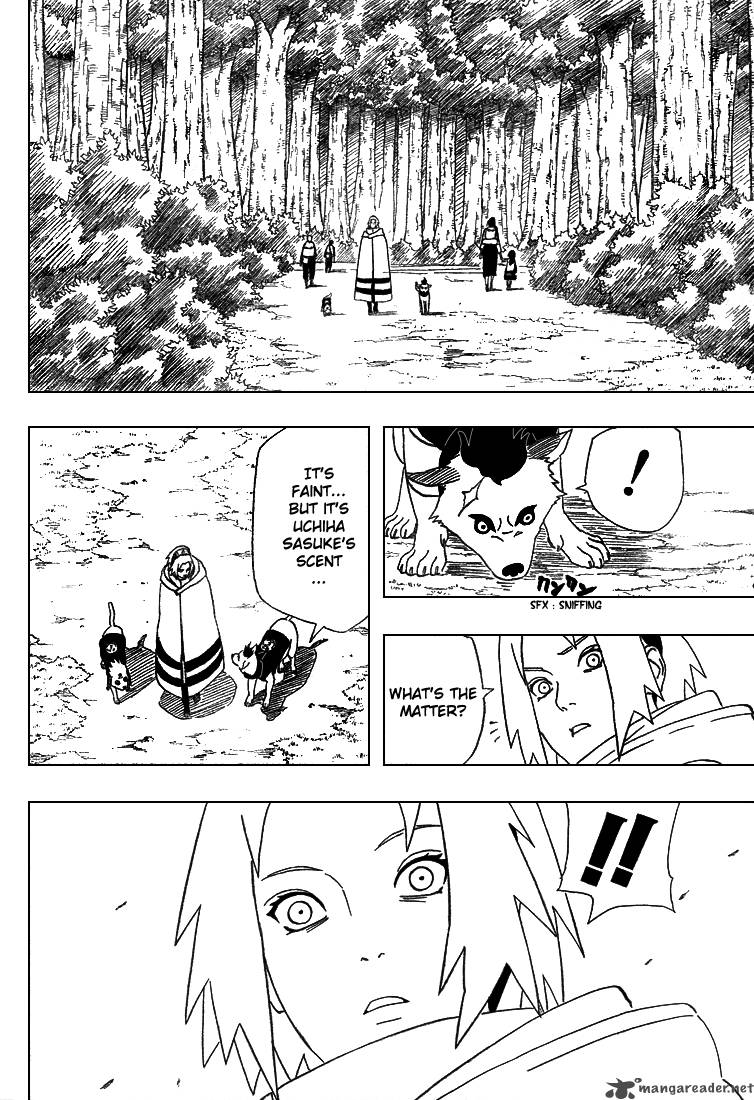 !
クンクン
SFX : SNIFFING
WHAT'S THE
MATTER?
IT'S
FAINT...
BUT IT'S
UCHIHA
SASUKE'S
SCENT
...
!!
mangareader.net